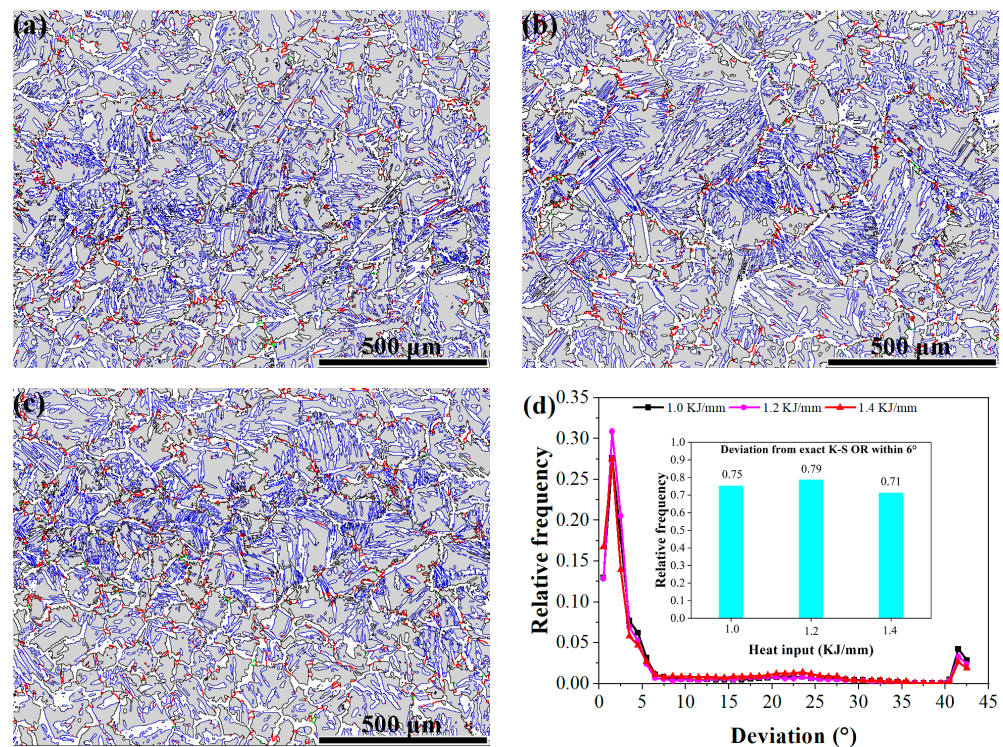 (a)
500 µm
(b)
500 µm
(c)
500 µm
(d)
1.0 KJ/mm 1.2 KJ/mm 1.4 KJ/mm
Relative frequency
0.35
0.30
0.25
0.20
0.15
0.10
0.05
0.00
0 5 10 15 20 25 30 35 40 45
Deviation (°)
Deviation from exact K-S OR within 6°
Relative frequency
1.0
0.9
0.8
0.7
0.6
0.5
0.4
0.3
0.2
0.1
0.0
0.75 0.79 0.71
1.0 1.2 1.4
Heat input (KJ/mm)